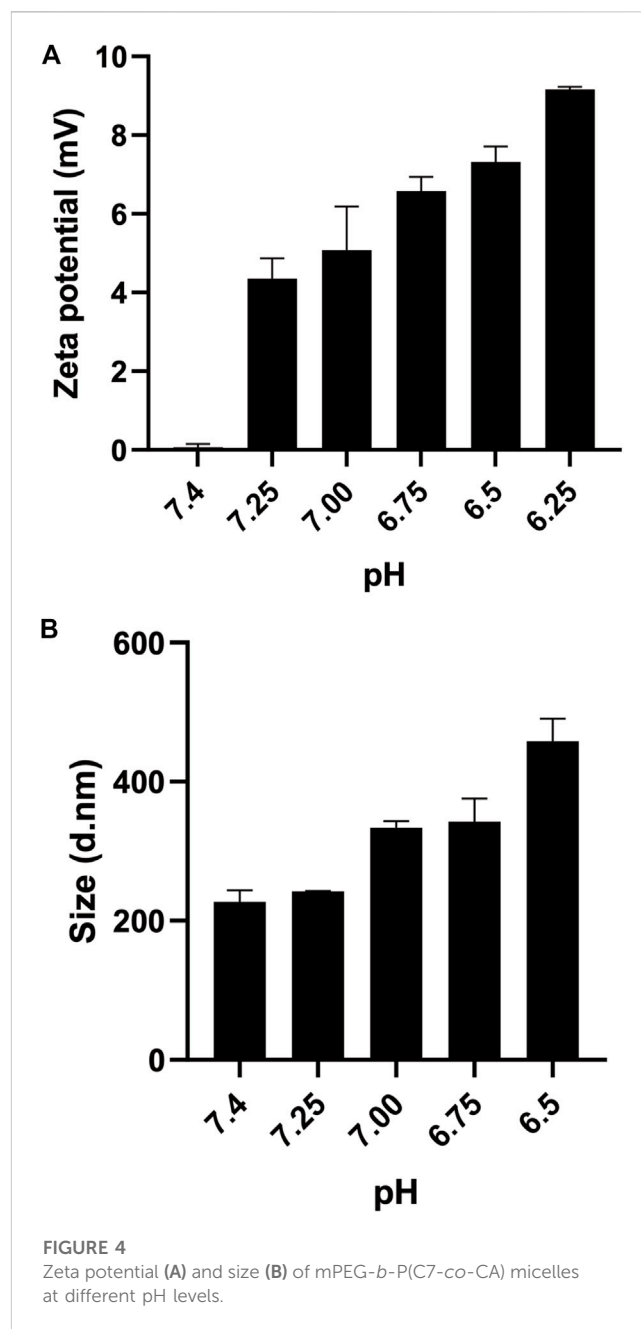 A
Zeta potential (mV)
10
8
6
4
2
0
7.4
7.25
7.00
6.75
6.5
6.25
pH
B
Size (d.nm)
600
400
200
0
7.4
7.25
7.00
6.75
6.5
pH
FIGURE 4
Zeta potential (A) and size (B) of mPEG-b-P(C7-co-CA) micelles
at different pH levels.